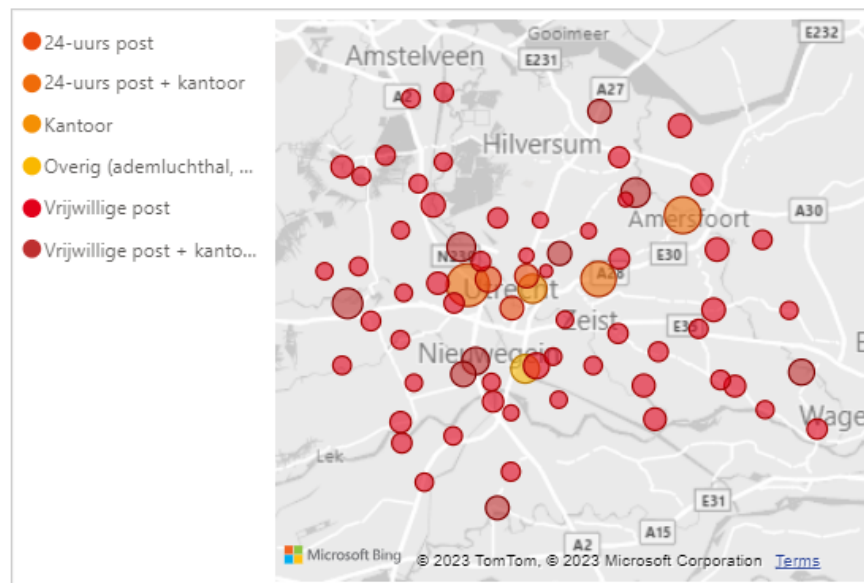 24-uurs post
24-uurs post + kantoor
Kantoor
Overig (ademluchthal, ...
Vrijwillige post
Vrijwillige post + kanto...
Gooimeer
E232
Amstelveen
E231
A2
A27
Hilversum
Amersfoort
A30
N230
E30
A28
Utrecht
Zeist
E35
Nieuwegein
Wage
Lek
E31
A15
A2
Microsoft Bing
© 2023 TomTom, © 2023 Microsoft Corporation Terms